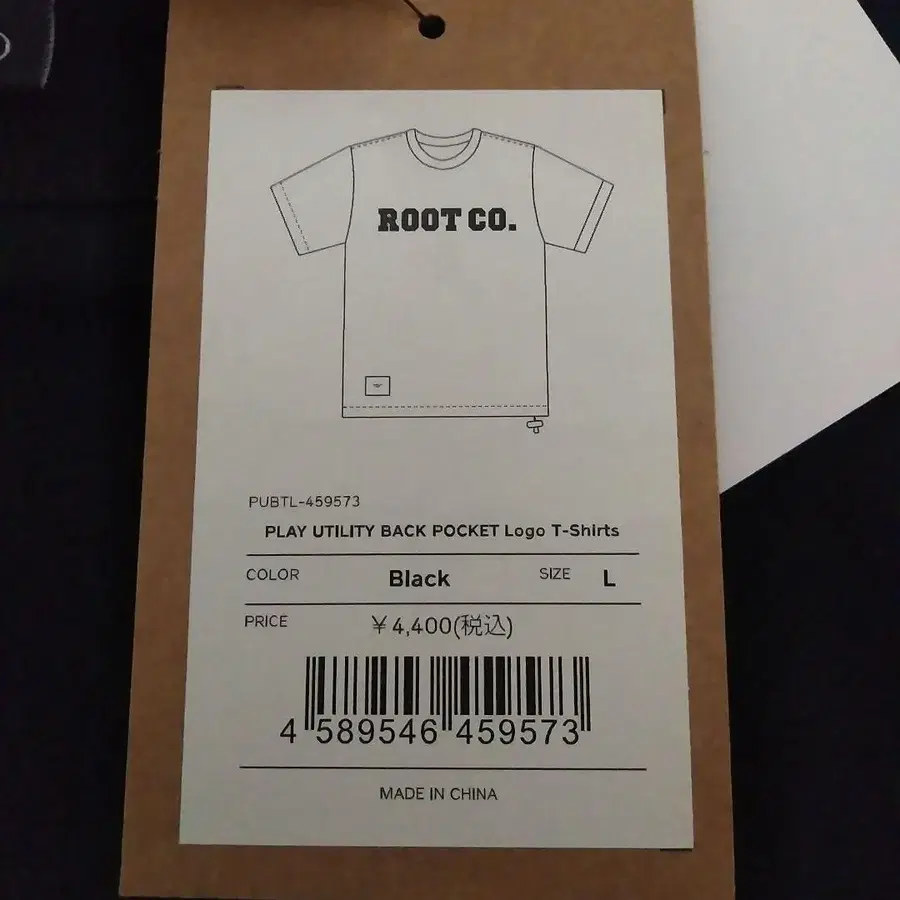 ROOT CO.
PUBTL-459573
PLAY UTILITY BACK POCKET Logo T-Shirts
COLOR Black SIZE L
PRICE ¥4,400(税込)
4 589546 459573
MADE IN CHINA